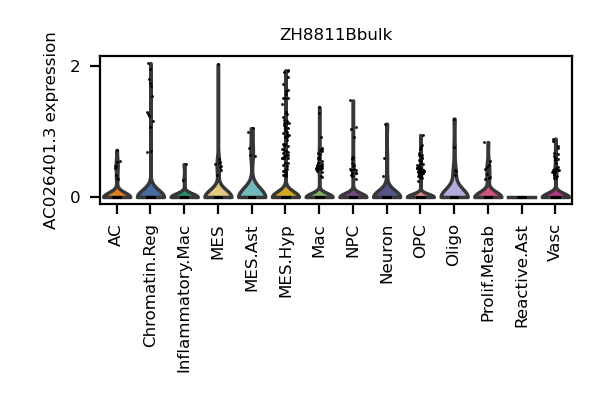 ZH8811Bbulk
AC026401.3 expression
2
0
AC
Chromatin.Reg
Inflammatory.Mac
MES
MES.Ast
MES.Hyp
Mac
NPC
Neuron
OPC
Oligo
Prolif.Metab
Reactive.Ast
Vasc